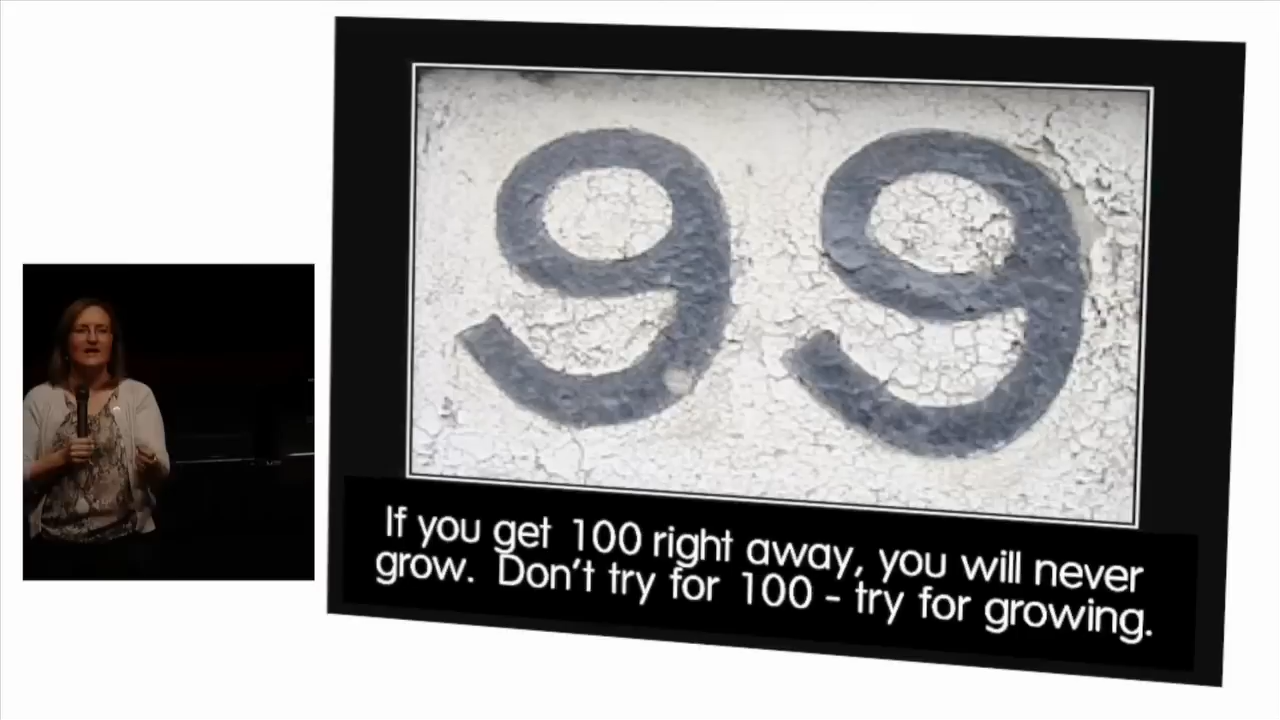 99
If you get 100 right away, you will never
grow. Don't try for 100 - try for growing.